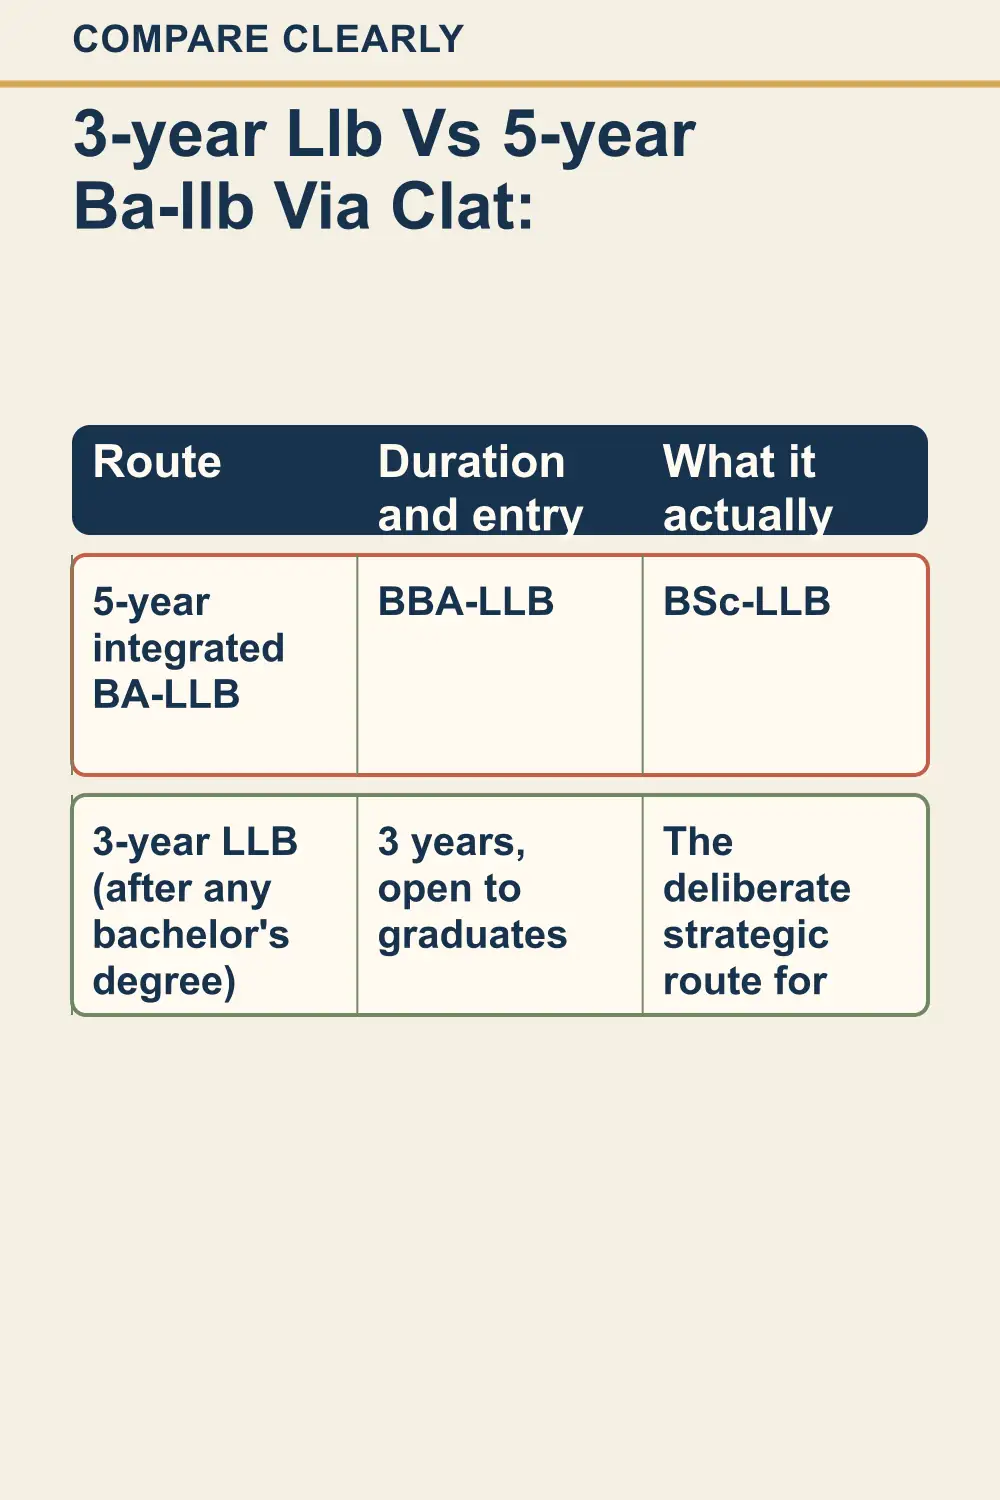 COMPARE CLEARLY
3-year Llb Vs 5-year
Ba-llb Via Clat:
Route
Duration
and entry
What it
actually
5-year
integrated
BA-LLB
BBA-LLB
BSc-LLB
3-year LLB
(after any
bachelor's
degree)
3 years,
open to
graduates
The
deliberate
strategic
route for